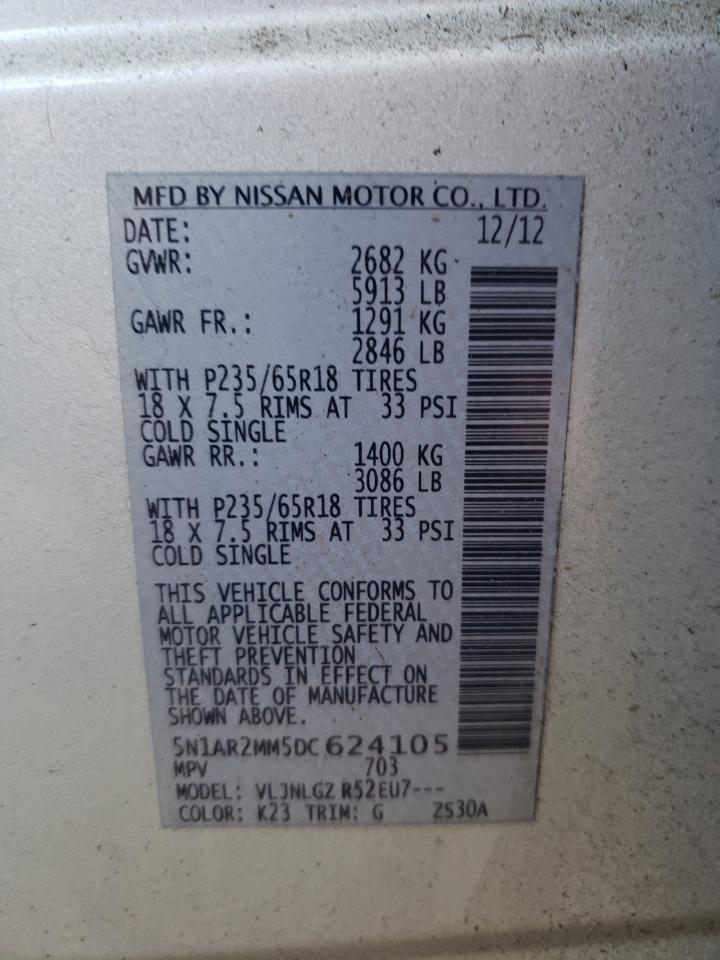 MFD BY NISSAN MOTOR CO., LTD.
DATE: 12/12
GVWR: 2682 KG
5913 LB
GAWR FR.: 1291 KG
2846 LB
WITH P235/65R18 TIRES
18 X 7.5 RIMS AT 33 PSI
COLD SINGLE
GAWR RR.: 1400 KG
3086 LB
WITH P235/65R18 TIRES
18 X 7.5 RIMS AT 33 PSI
COLD SINGLE
THIS VEHICLE CONFORMS TO
ALL APPLICABLE FEDERAL
MOTOR VEHICLE SAFETY AND
THEFT PREVENTION
STANDARDS IN EFFECT ON
THE DATE OF MANUFACTURE
SHOWN ABOVE.
5N1AR2MM5DC624105
MPV 703
MODEL: VLJNLGZ R52EU7---
COLOR: K23 TRIM: G ZS30A